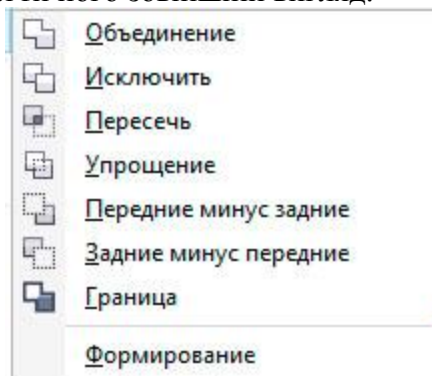 Объединение
Исключить
Пересечь
Упрощение
Передние минус задние
Задние минус передние
Граница
Формирование